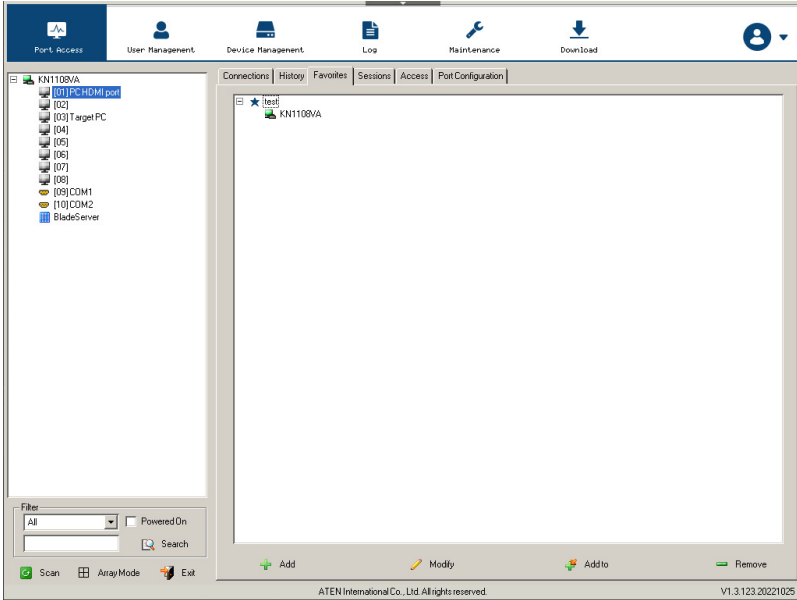 Port Access
User Management
Device Management
Log
Maintenance
Download
KN1108VA
[01]PC HDMI port
[02]
[03]Target PC
[04]
[05]
[06]
[07]
[08]
[09]COM1
[10]COM2
BladeServer
Filter
All
Powered On
Search
Scan
Array Mode
Exit
Connections
History
Favorites
Sessions
Access
Port Configuration
test
KN1108VA
Add
Modify
Add to
Remove
ATEN International Co., Ltd. All rights reserved.
V1.3.123.20221025